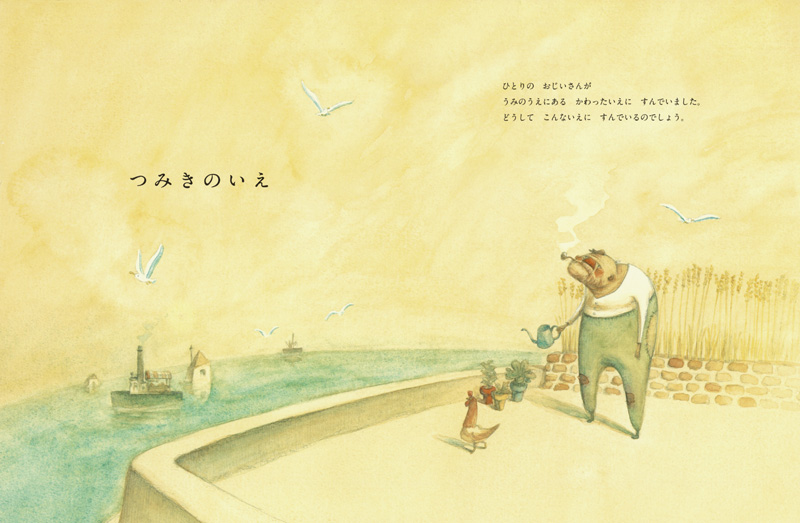 つみきのいえ
ひとりの　おじいさんが
うみのうえにある　かわったいえに　すんでいました。
どうして　こんないえに　すんでいるのでしょう。